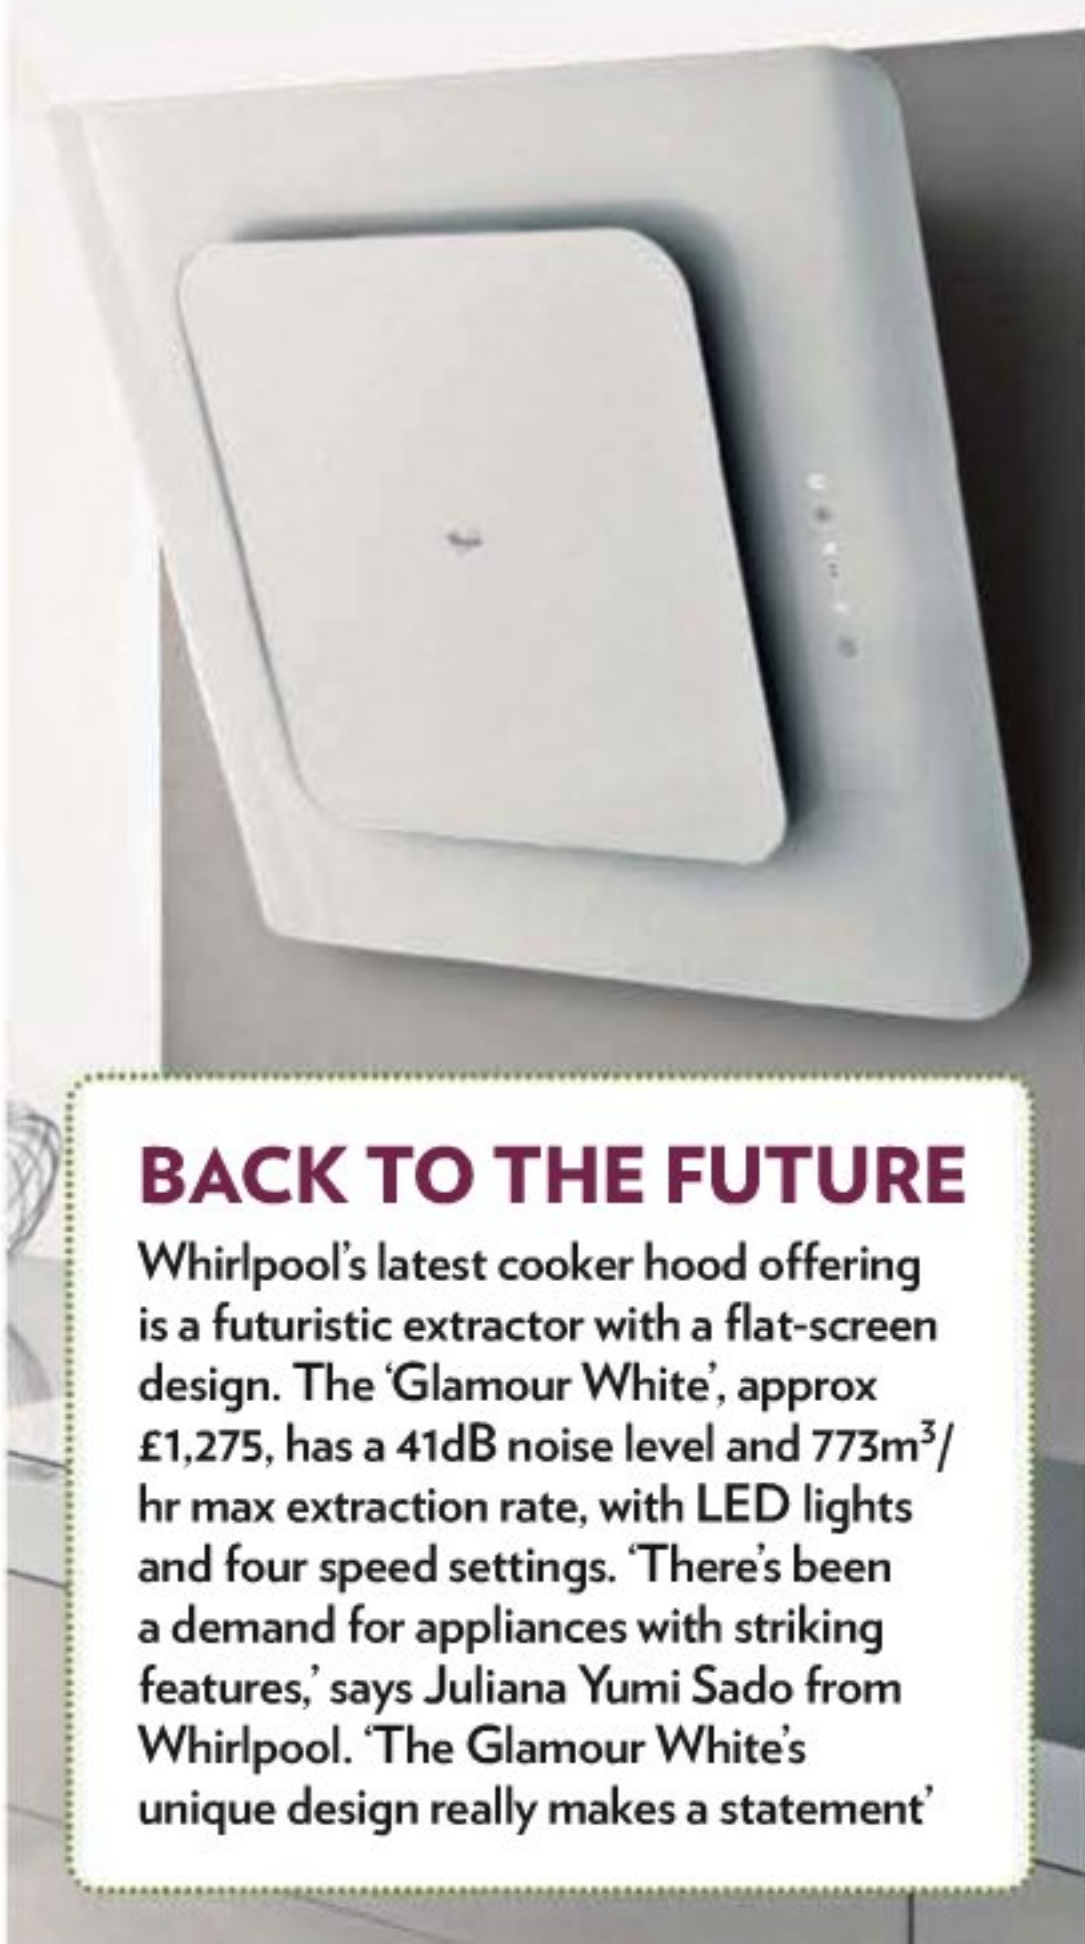 BACK TO THE FUTURE
Whirlpool’s latest cooker hood offering
is a futuristic extractor with a flat-screen
design. The ‘Glamour White’, approx
£1,275, has a 41dB noise level and 773m³/
hr max extraction rate, with LED lights
and four speed settings. ‘There’s been
a demand for appliances with striking
features,’ says Juliana Yumi Sado from
Whirlpool. ‘The Glamour White’s
unique design really makes a statement’